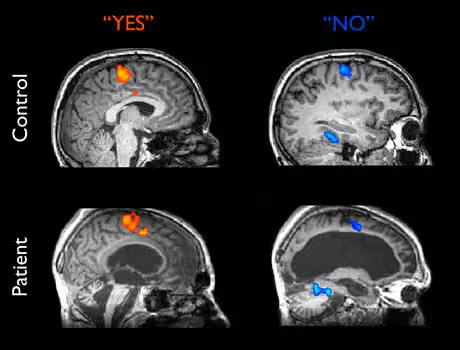 “YES”
“NO”
Control
Patient